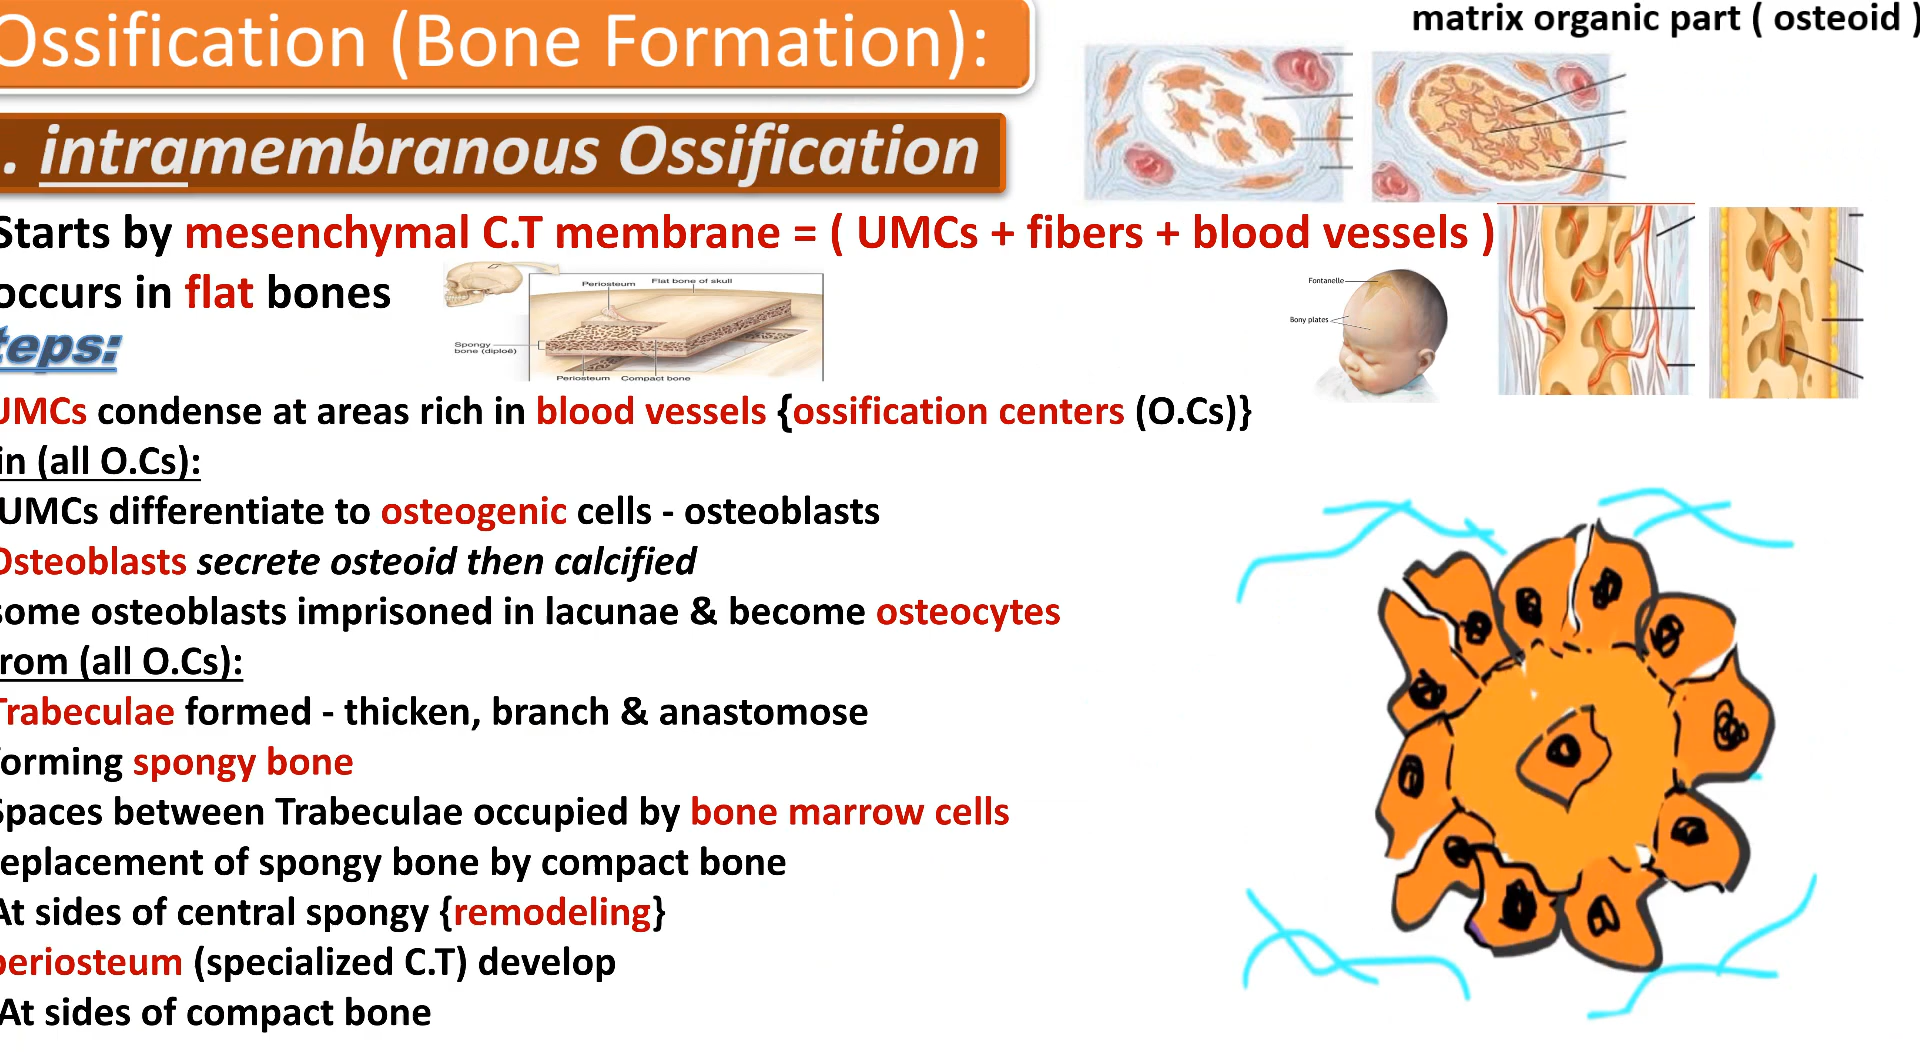 Ossification (Bone Formation):
matrix organic part ( osteoid )
. intramembranous Ossification
Starts by mesenchymal C.T membrane = ( UMCs + fibers + blood vessels )
occurs in flat bones
Periosteum Flat bone of skull
Spongy
bone (diploë)
Periosteum Compact bone
Fontanelle
Bony plates
teps:
UMCs condense at areas rich in blood vessels {ossification centers (O.Cs)}
in (all O.Cs):
UMCs differentiate to osteogenic cells - osteoblasts
Osteoblasts secrete osteoid then calcified
some osteoblasts imprisoned in lacunae & become osteocytes
rom (all O.Cs):
Trabeculae formed - thicken, branch & anastomose
forming spongy bone
Spaces between Trabeculae occupied by bone marrow cells
eplacement of spongy bone by compact bone
At sides of central spongy {remodeling}
periosteum (specialized C.T) develop
At sides of compact bone